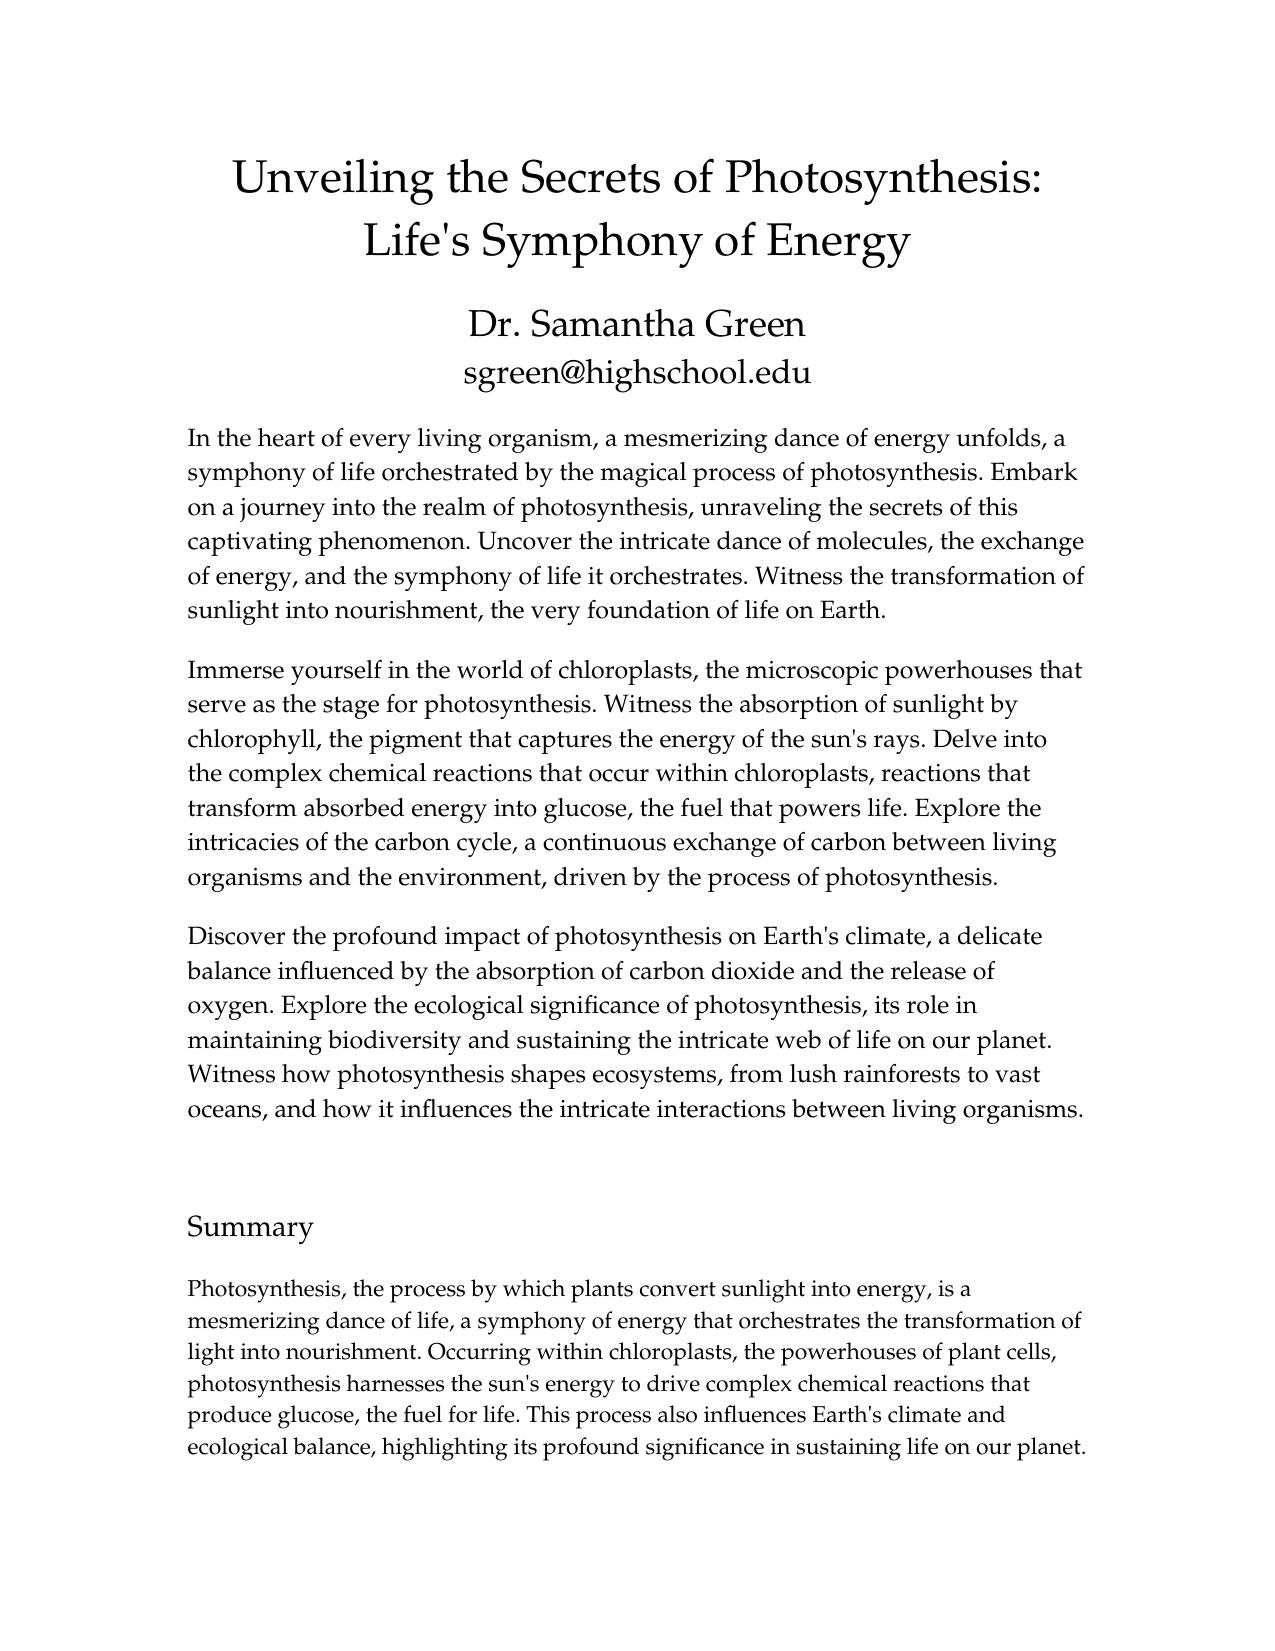 Unveiling the Secrets of Photosynthesis:
Life's Symphony of Energy
Dr. Samantha Green
sgreen@highschool.edu
In the heart of every living organism, a mesmerizing dance of energy unfolds, a
symphony of life orchestrated by the magical process of photosynthesis. Embark
on a journey into the realm of photosynthesis, unraveling the secrets of this
captivating phenomenon. Uncover the intricate dance of molecules, the exchange
of energy, and the symphony of life it orchestrates. Witness the transformation of
sunlight into nourishment, the very foundation of life on Earth.
Immerse yourself in the world of chloroplasts, the microscopic powerhouses that
serve as the stage for photosynthesis. Witness the absorption of sunlight by
chlorophyll, the pigment that captures the energy of the sun's rays. Delve into
the complex chemical reactions that occur within chloroplasts, reactions that
transform absorbed energy into glucose, the fuel that powers life. Explore the
intricacies of the carbon cycle, a continuous exchange of carbon between living
organisms and the environment, driven by the process of photosynthesis.
Discover the profound impact of photosynthesis on Earth's climate, a delicate
balance influenced by the absorption of carbon dioxide and the release of
oxygen. Explore the ecological significance of photosynthesis, its role in
maintaining biodiversity and sustaining the intricate web of life on our planet.
Witness how photosynthesis shapes ecosystems, from lush rainforests to vast
oceans, and how it influences the intricate interactions between living organisms.
Summary
Photosynthesis, the process by which plants convert sunlight into energy, is a
mesmerizing dance of life, a symphony of energy that orchestrates the transformation of
light into nourishment. Occurring within chloroplasts, the powerhouses of plant cells,
photosynthesis harnesses the sun's energy to drive complex chemical reactions that
produce glucose, the fuel for life. This process also influences Earth's climate and
ecological balance, highlighting its profound significance in sustaining life on our planet.